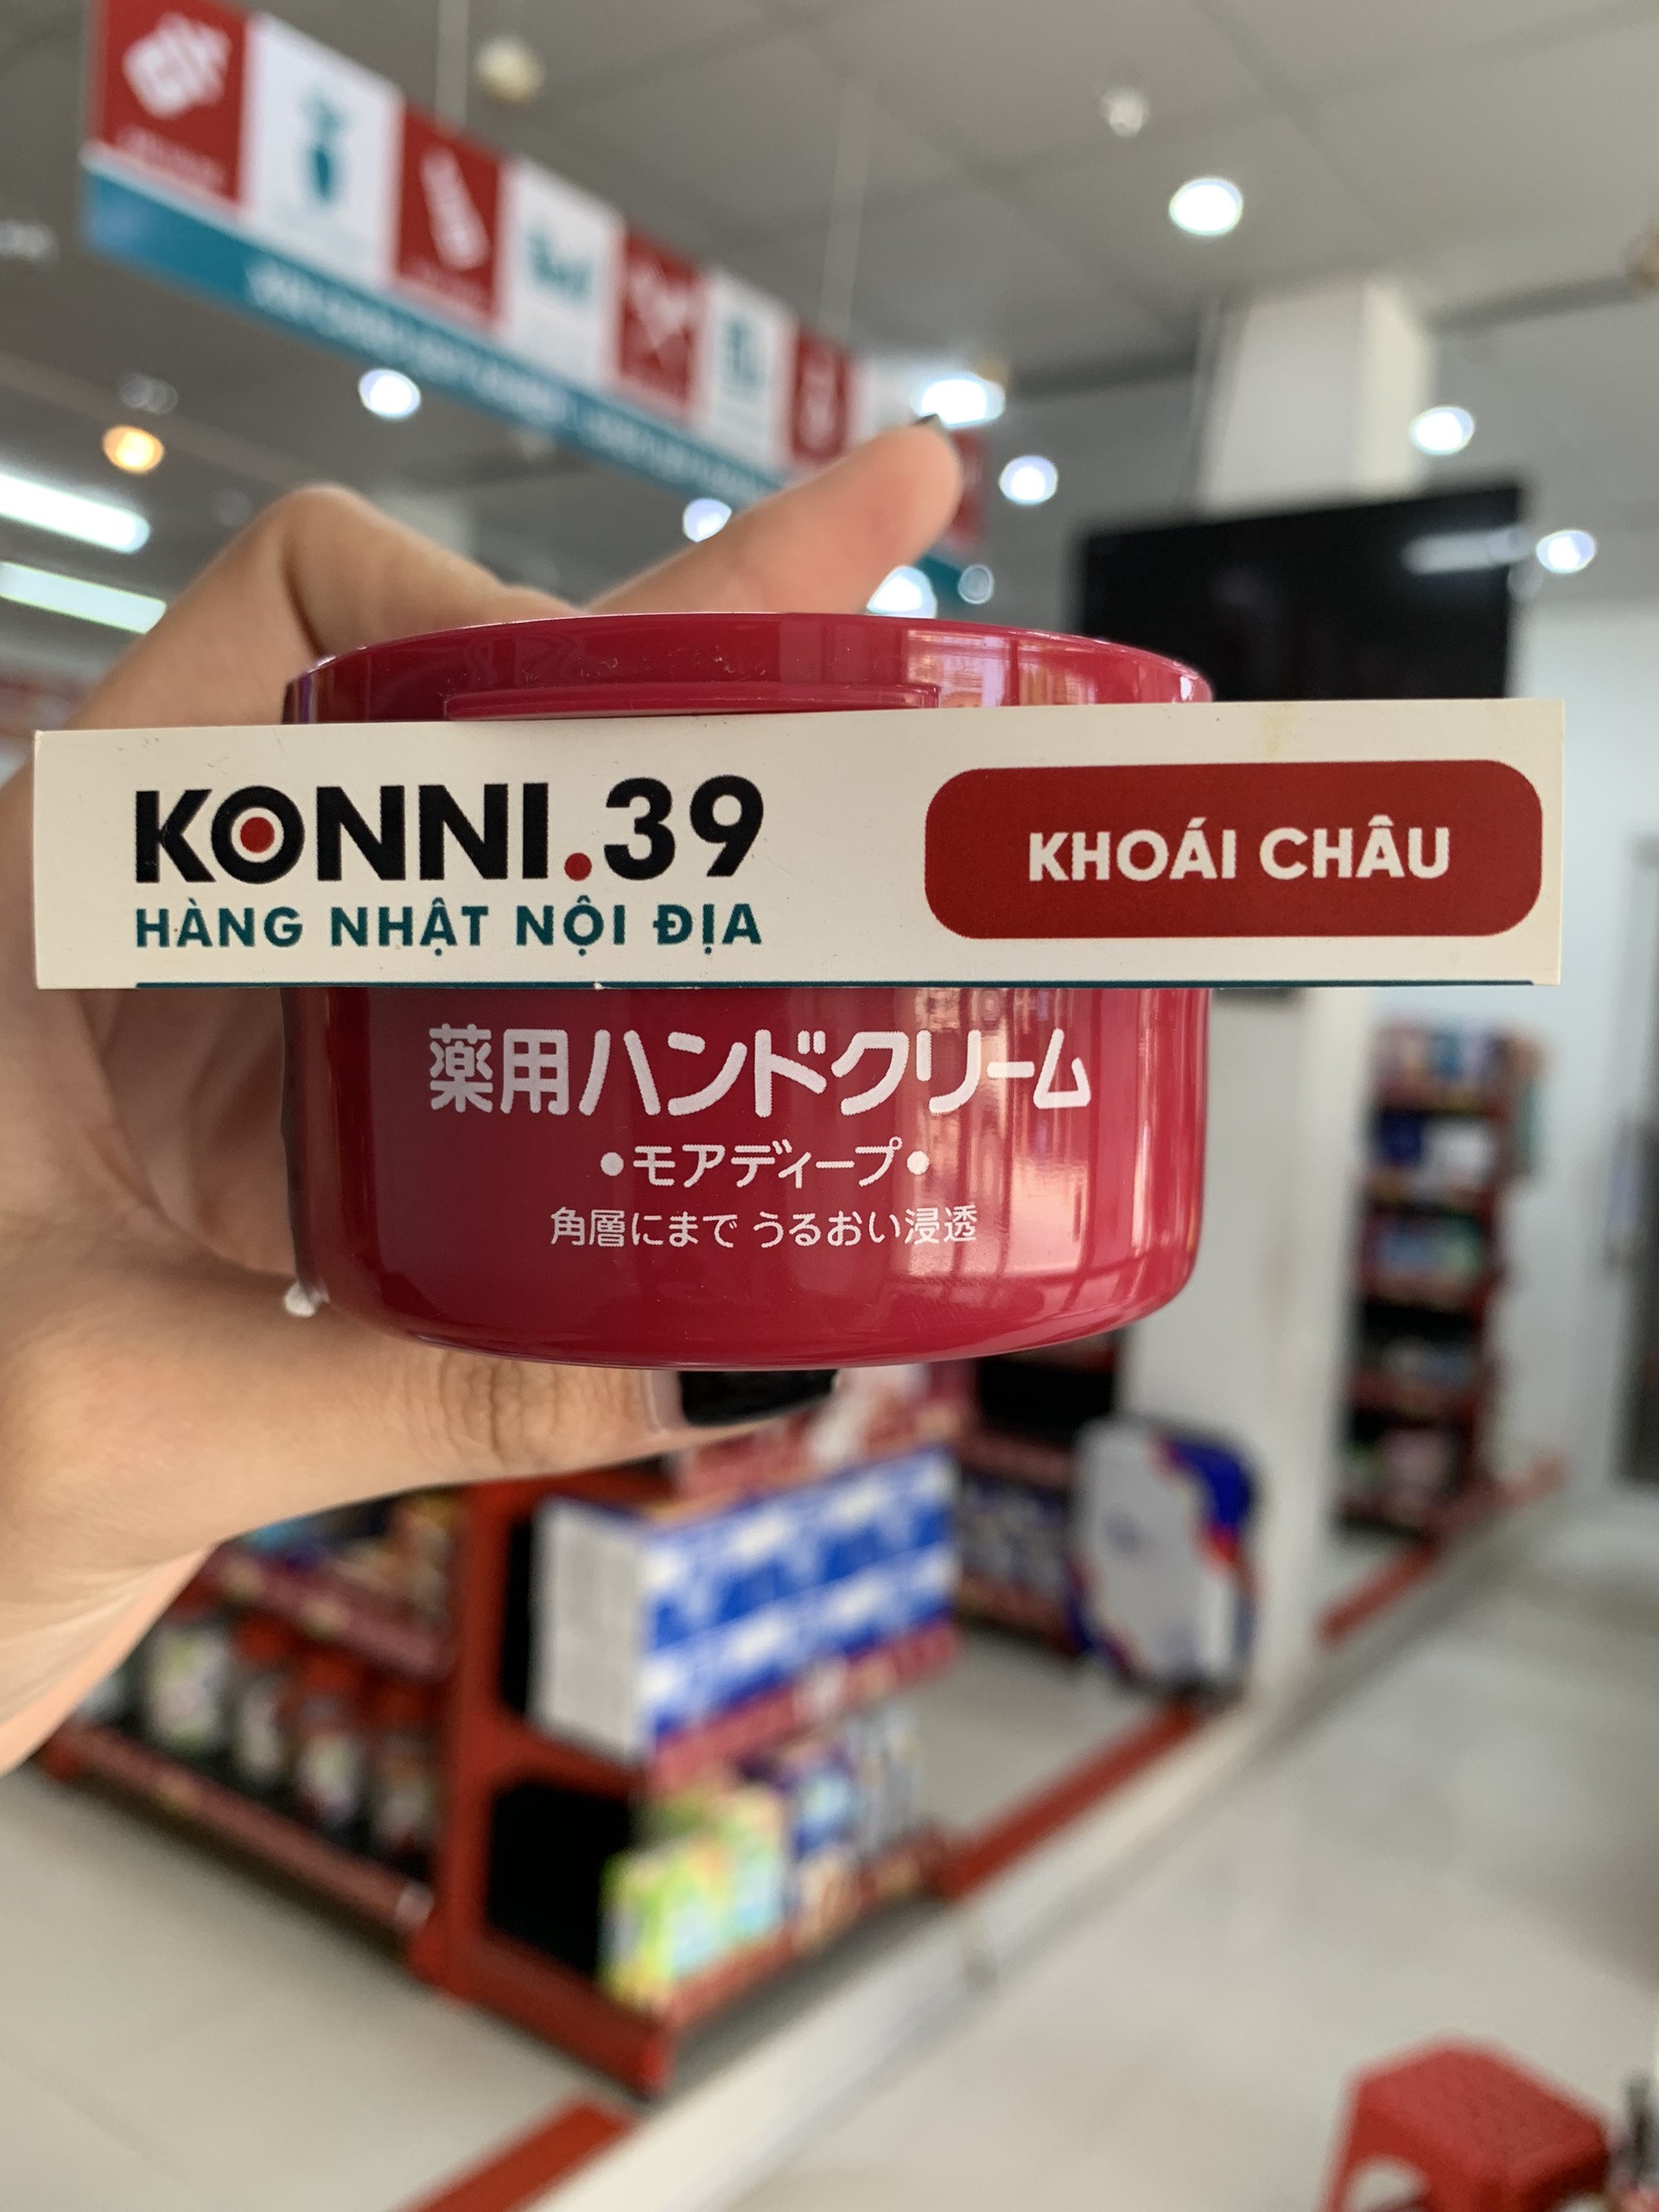 KONNI.39
HÀNG NHẬT NỘI ĐỊA
KHOÁI CHÂU
薬用ハンドクリーム
•モアディープ•
角層にまで うるおい浸透